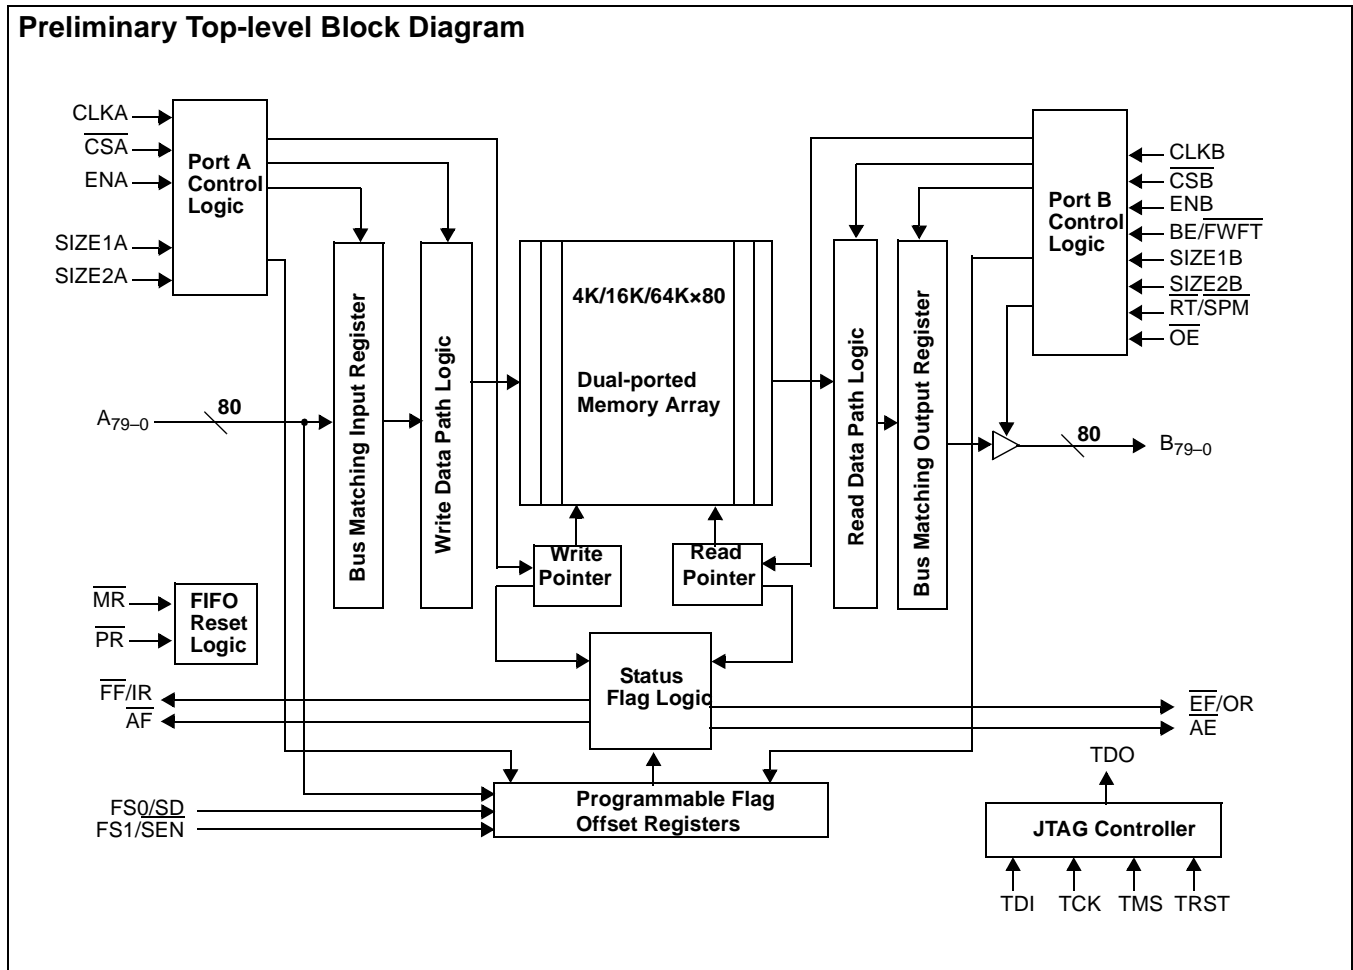 Preliminary Top-level Block Diagram
CLKA
CSA
ENA
SIZE1A
SIZE2A
Port A
Control
Logic
Port B
Control
Logic
CLKB
CSB
ENB
BE/FWFT
SIZE1B
SIZE2B
RT/SPM
OE
Bus Matching Input Register
Write Data Path Logic
4K/16K/64K×80
Dual-ported
Memory Array
Read Data Path Logic
Bus Matching Output Register
A79–0
80
80
B79–0
Write
Pointer
Read
Pointer
MR
PR
FIFO
Reset
Logic
Status
Flag Logic
FF/IR
AF
EF/OR
AE
Programmable Flag
Offset Registers
FS0/SD
FS1/SEN
TDO
JTAG Controller
TDI TCK TMS TRST